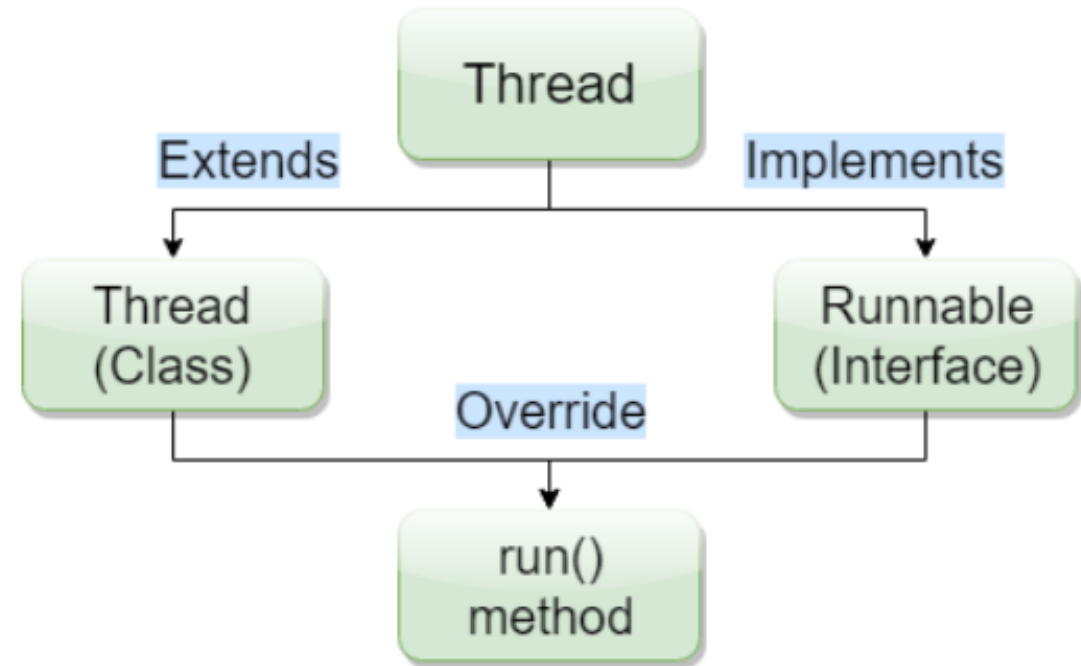 Thread
Extends
Implements
Thread
(Class)
Runnable
(Interface)
Override
run()
method